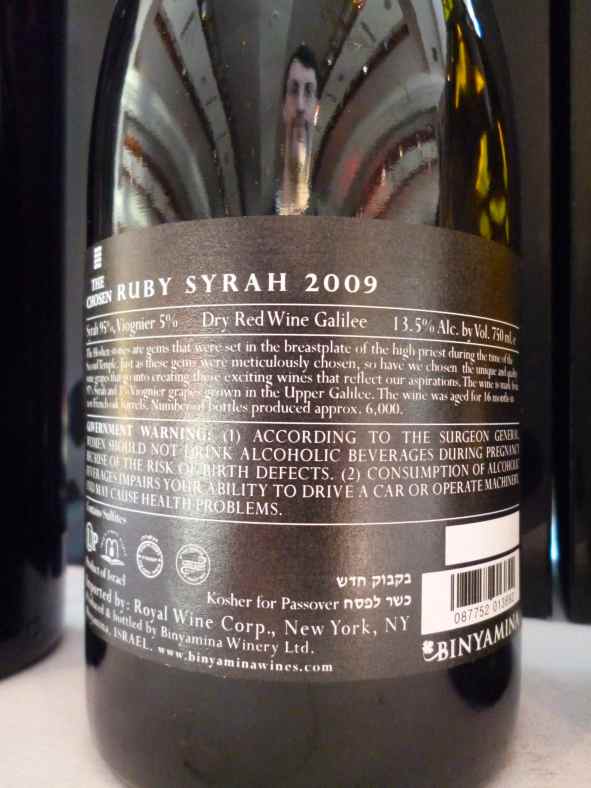 THE
CHOSEN
RUBY SYRAH 2009
Syrah 95%, Viognier 5% Dry Red Wine Galilee 13.5% Alc. by Vol. 750 ml.
The Hoshen stones are gems that were set in the breastplate of the high priest during the time of the
Second Temple. Just as these gems were meticulously chosen, so have we chosen the unique and quality
wine grapes that go into creating these exciting wines that reflect our aspirations. The wine is made from
95% Syrah and 5% Viognier grapes grown in the Upper Galilee. The wine was aged for 16 months in
new French oak barrels. Number of bottles produced approx. 6,000.
GOVERNMENT WARNING: (1) ACCORDING TO THE SURGEON GENERAL,
WOMEN SHOULD NOT DRINK ALCOHOLIC BEVERAGES DURING PREGNANCY
BECAUSE OF THE RISK OF BIRTH DEFECTS. (2) CONSUMPTION OF ALCOHOLIC
BEVERAGES IMPAIRS YOUR ABILITY TO DRIVE A CAR OR OPERATE MACHINERY,
AND MAY CAUSE HEALTH PROBLEMS.
Contains Sulfites
Product of Israel
בקבוק חדש
Kosher for Passover כשר לפסח
Imported by: Royal Wine Corp., New York, NY
Produced & bottled by Binyamina Winery Ltd.
Binyamina, ISRAEL. www.binyaminawines.com
087752
BINYAMINA